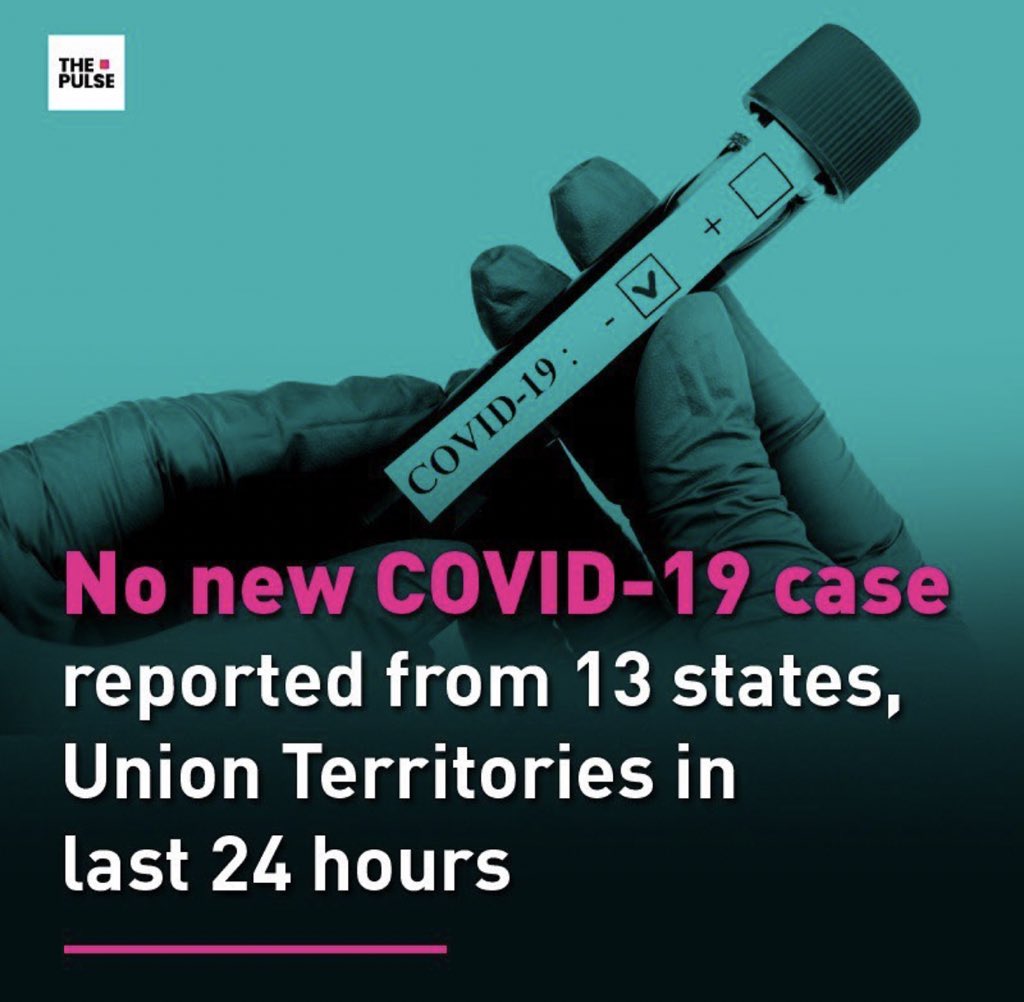 THE
PULSE
+
-
COVID-19 :
No new COVID-19 case
reported from 13 states,
Union Territories in
last 24 hours